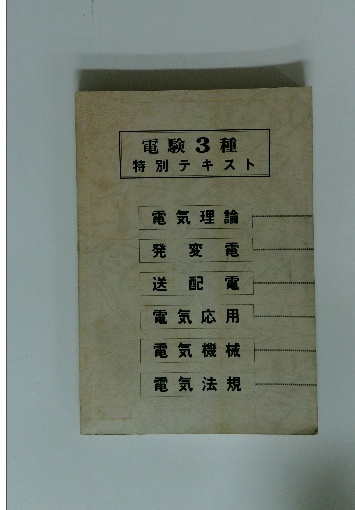 電験3種
特別テキスト
電気理論
発変電
送配電
電気応用
電気機械
電気法規